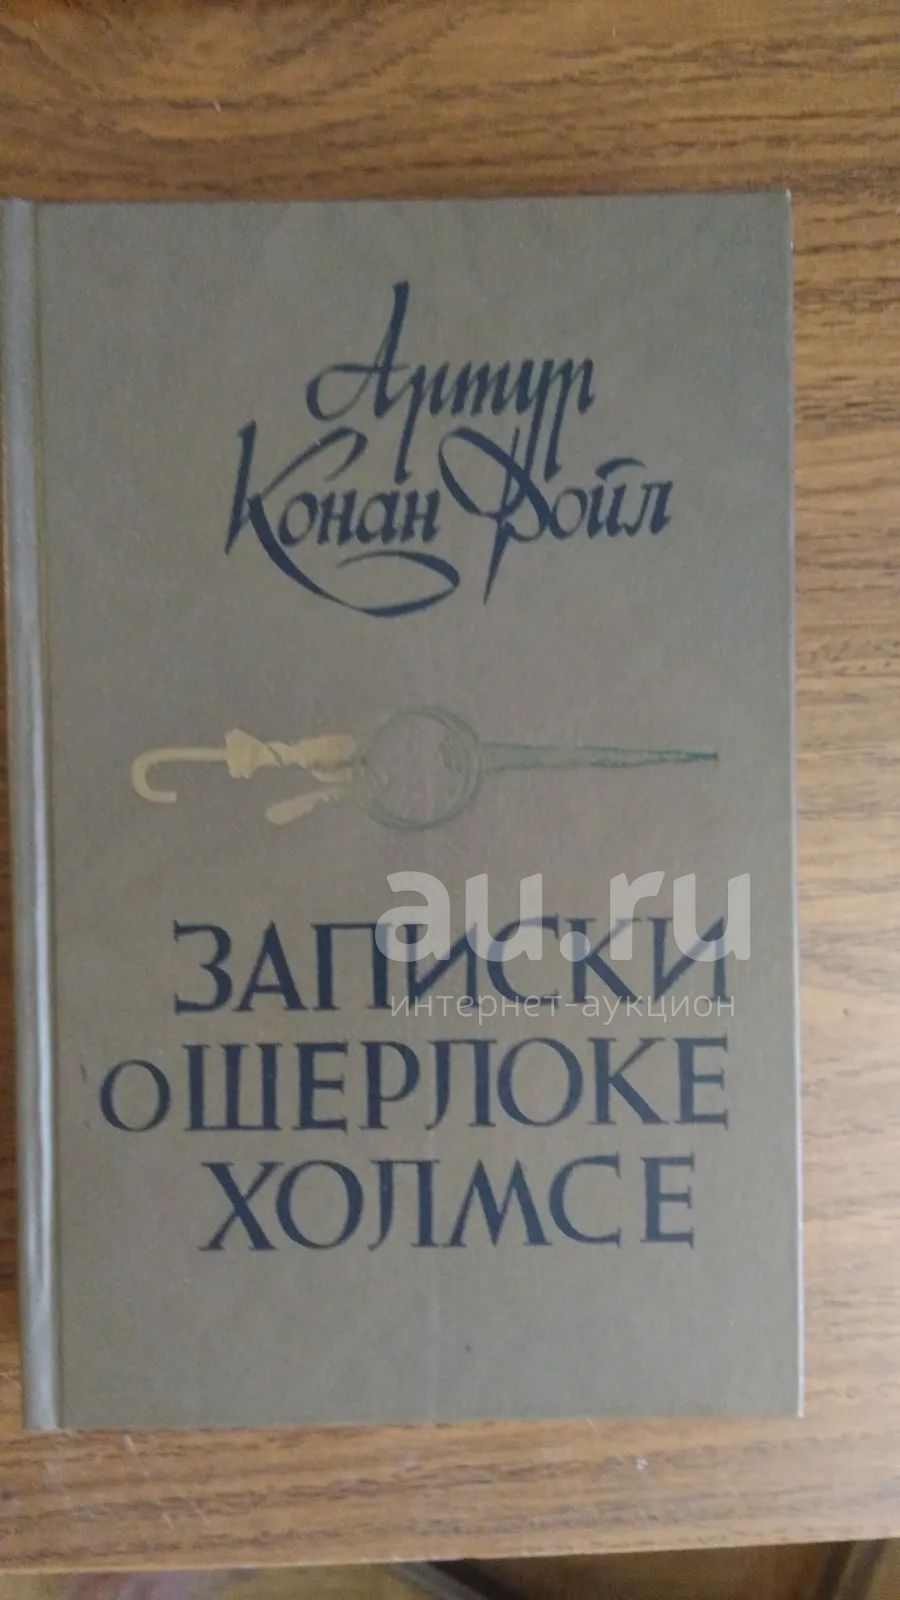 Артур
Конан Дойл
au.ru
интернет-аукцион
ЗАПИСКИ
О ШЕРЛОКЕ
ХОЛМСЕ